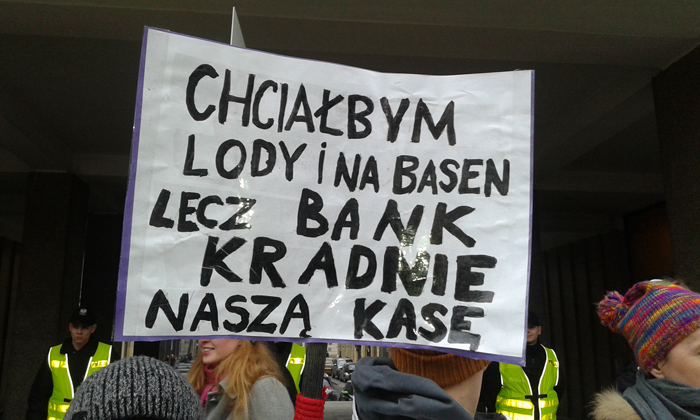 CHCIAŁBYM
LODY i NA BASEN
LECZ BANK
KRADNIE
NASZĄ KASĘ